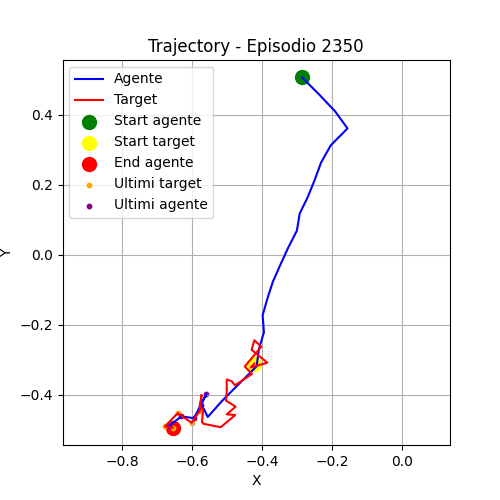 Trajectory - Episodio 2350
Agente
Target
Start agente
Start target
End agente
Ultimi target
Ultimi agente
Y
0.4
0.2
0.0
−0.2
−0.4
−0.8
−0.6
−0.4
−0.2
0.0
X